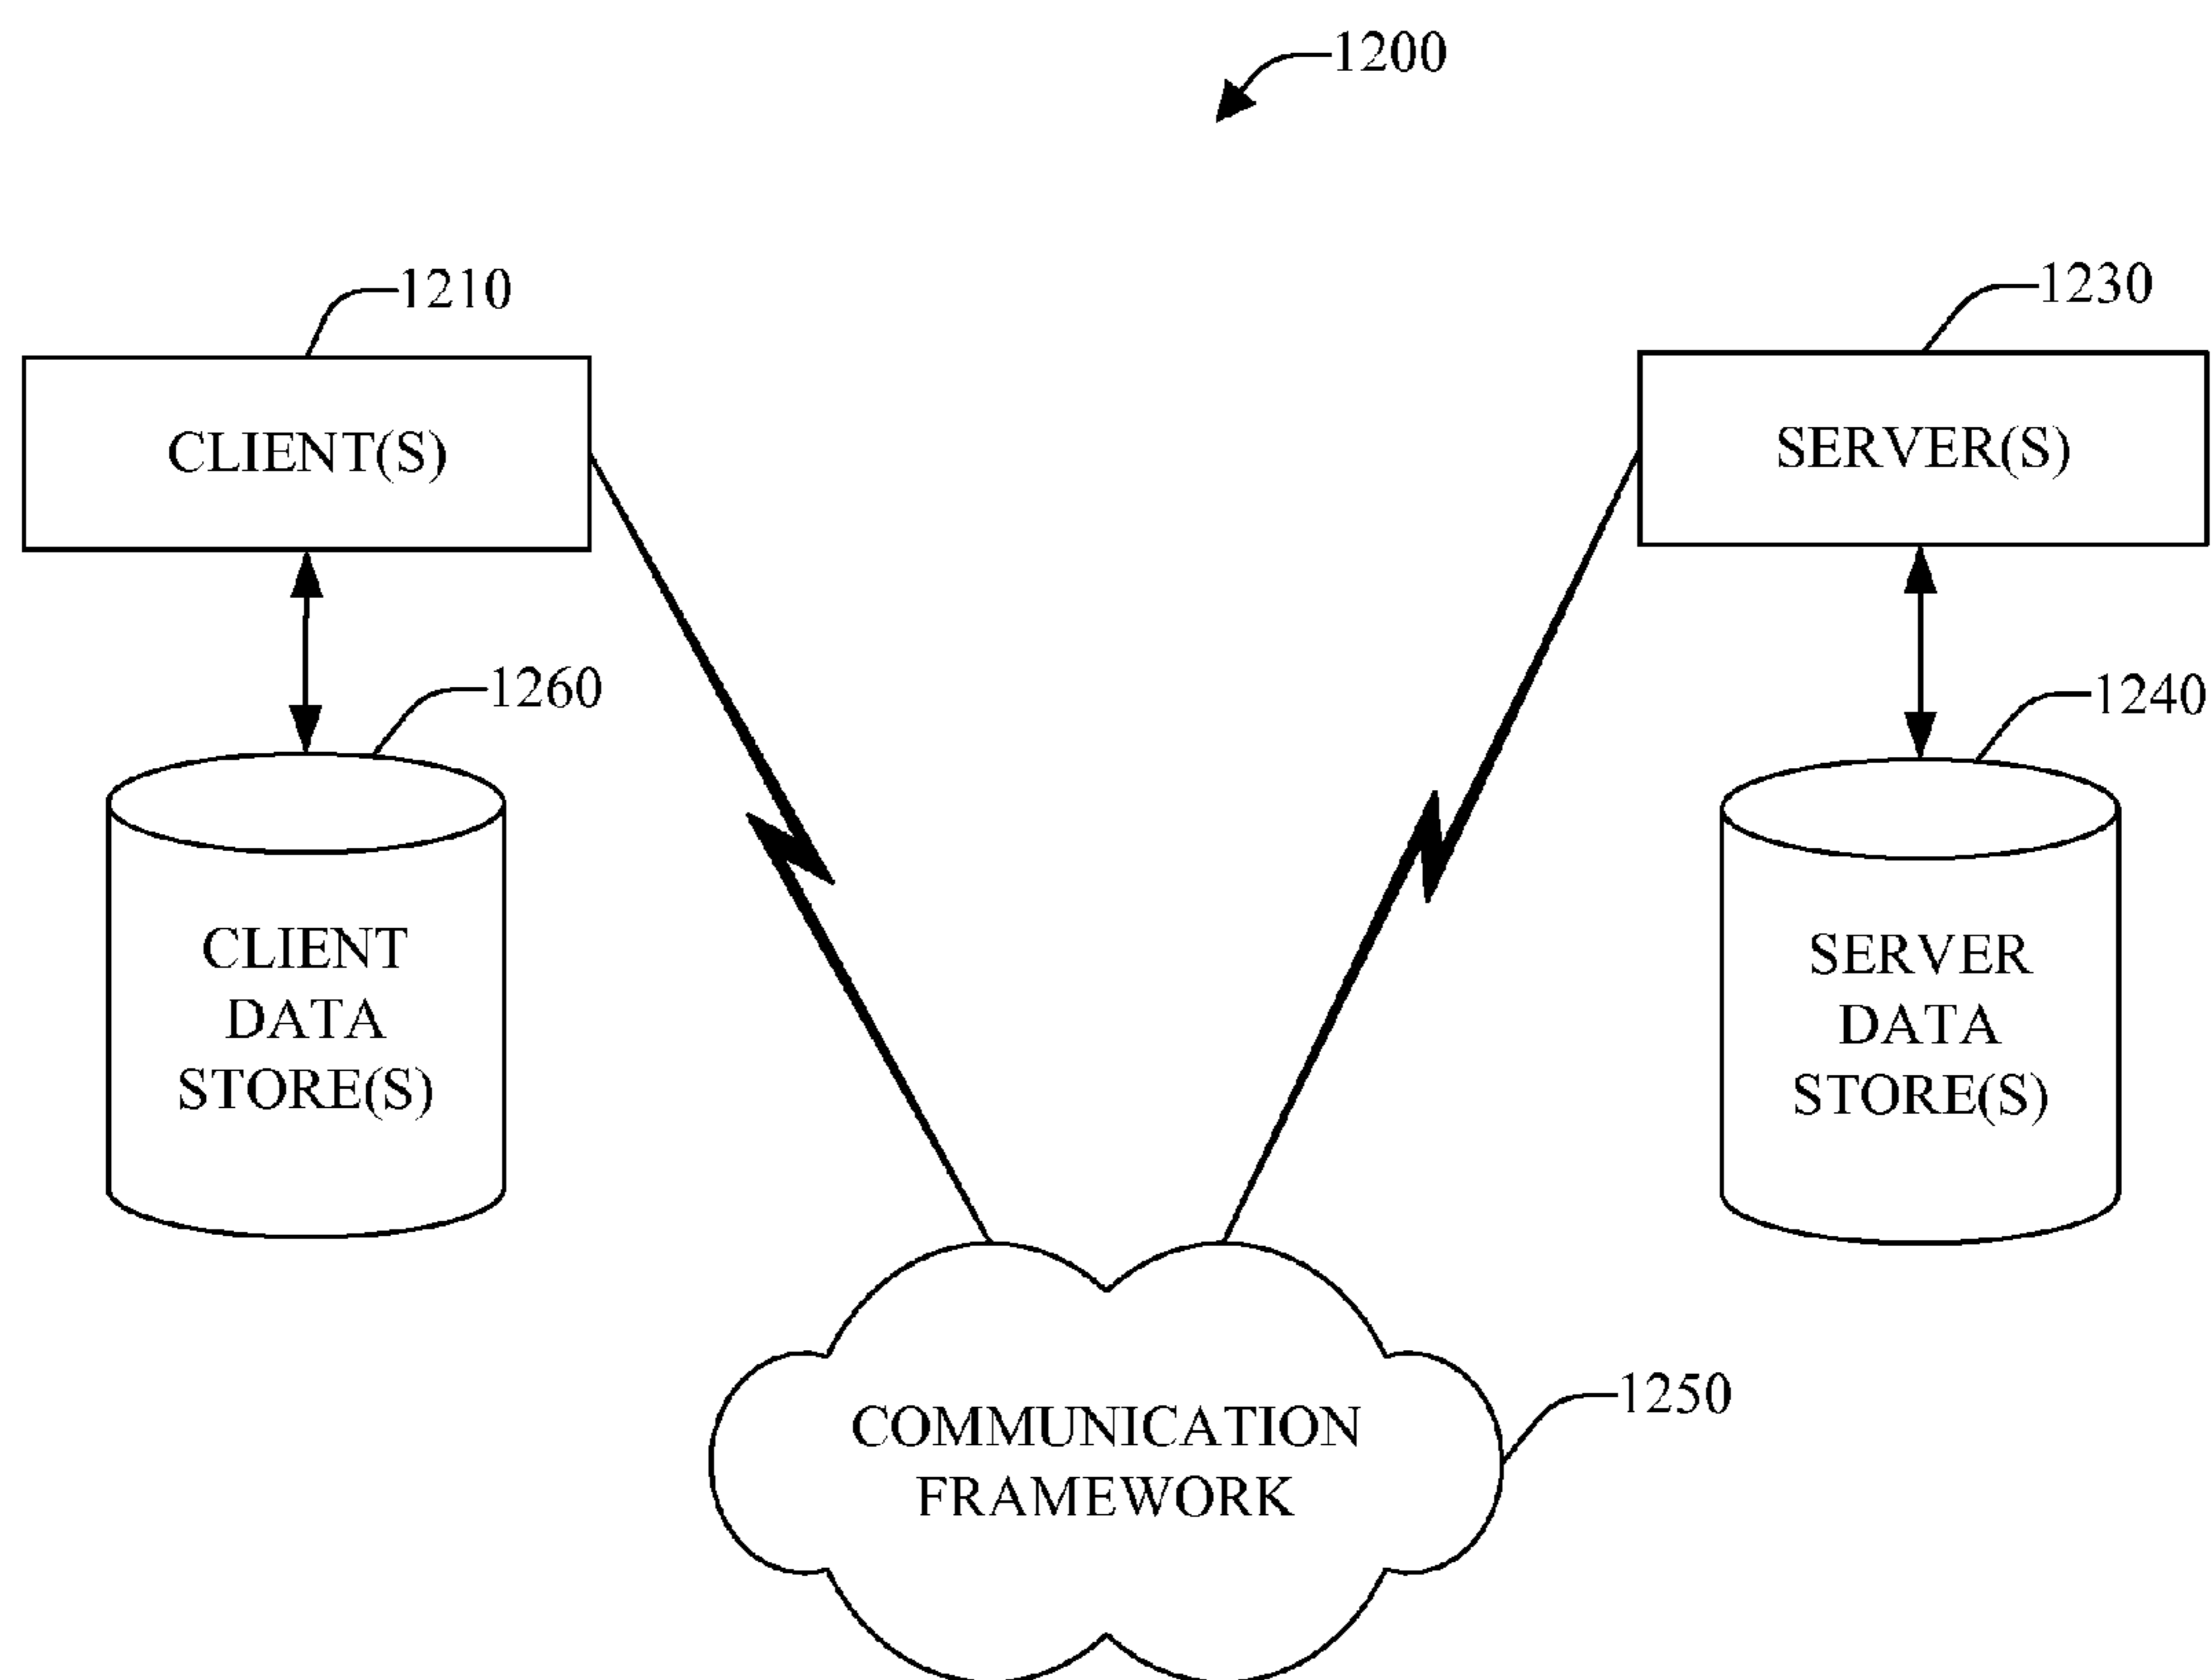 1200
1210
1230
CLIENT(S)
SERVER(S)
1260
1240
CLIENT
DATA
STORE(S)
SERVER
DATA
STORE(S)
1250
COMMUNICATION
FRAMEWORK